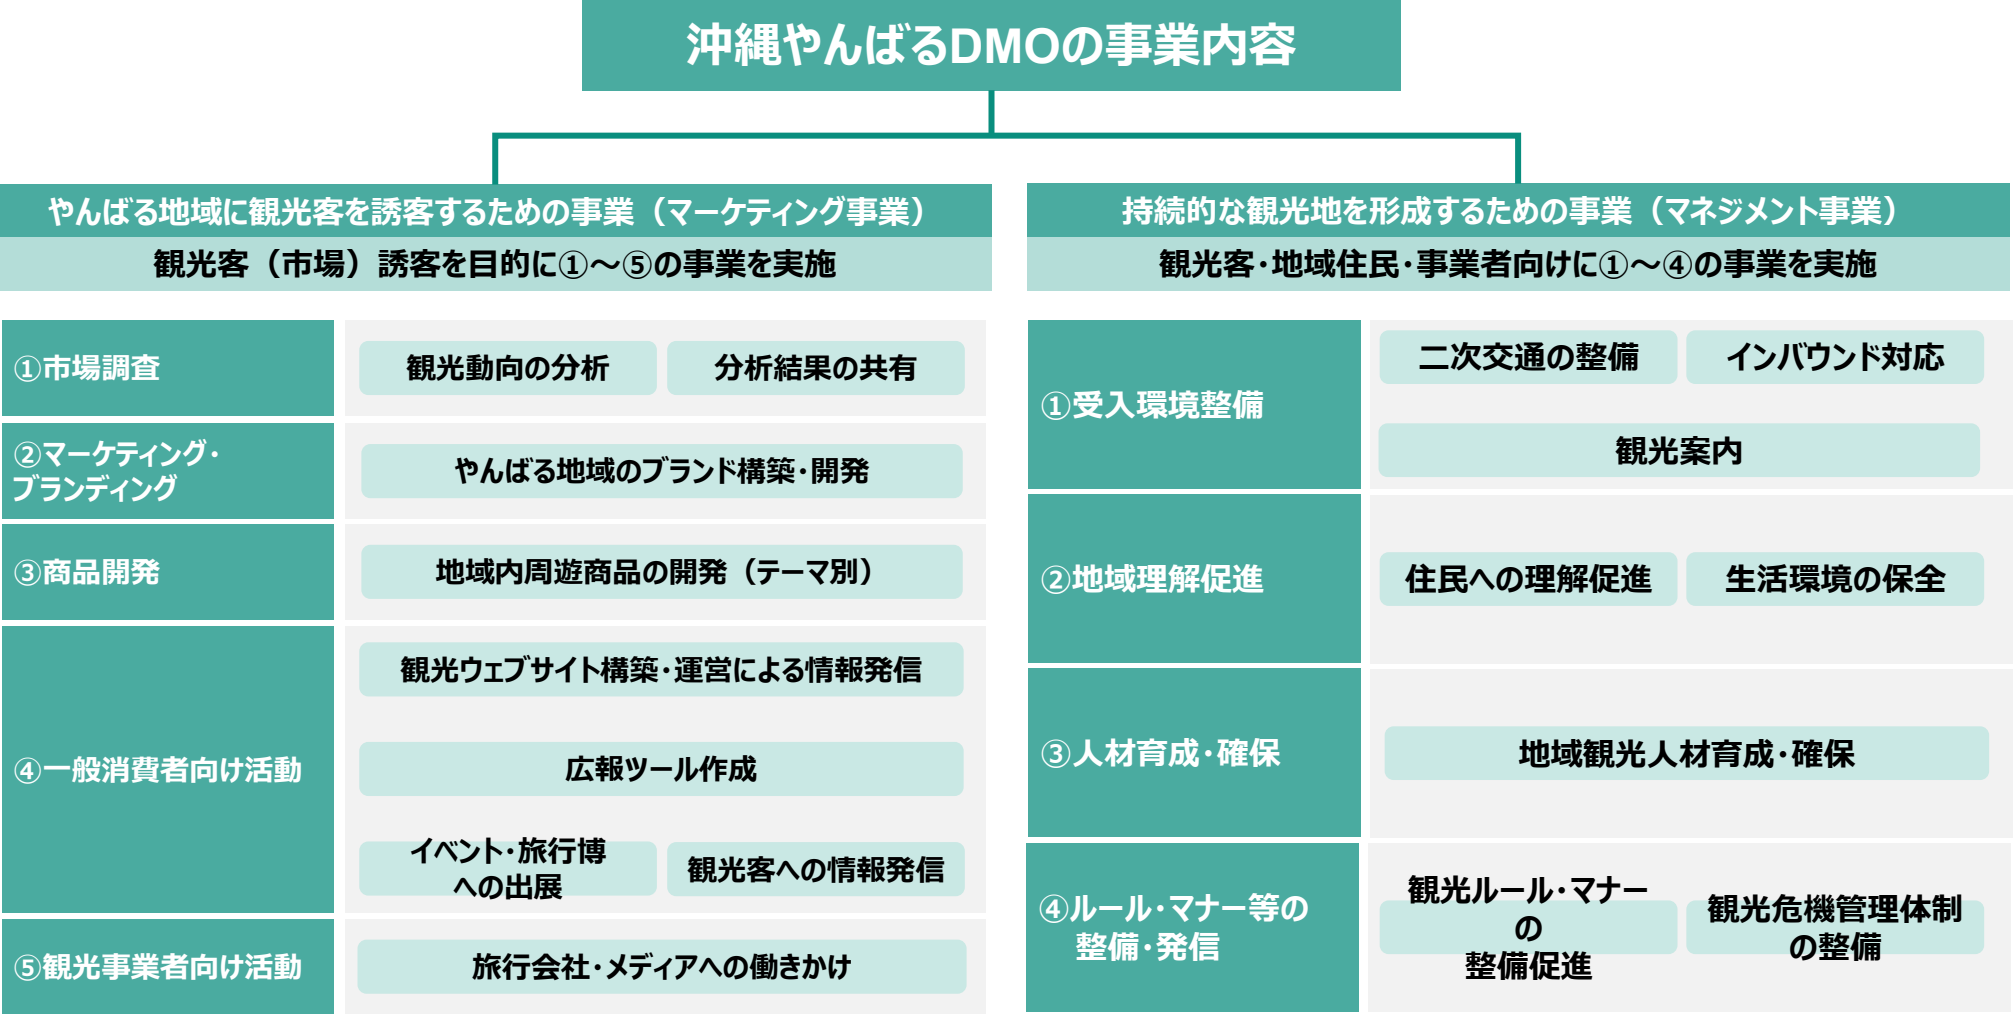 沖縄やんばるDMOの事業内容
やんばる地域に観光客を誘客するための事業（マーケティング事業）
観光客（市場）誘客を目的に①～⑤の事業を実施
①市場調査
観光動向の分析
分析結果の共有
②マーケティング・
ブランディング
やんばる地域のブランド構築・開発
③商品開発
地域内周遊商品の開発（テーマ別）
④一般消費者向け活動
観光ウェブサイト構築・運営による情報発信
広報ツール作成
イベント・旅行博
への出展
観光客への情報発信
⑤観光事業者向け活動
旅行会社・メディアへの働きかけ
持続的な観光地を形成するための事業（マネジメント事業）
観光客・地域住民・事業者向けに①～④の事業を実施
①受入環境整備
二次交通の整備
インバウンド対応
観光案内
②地域理解促進
住民への理解促進
生活環境の保全
③人材育成・確保
地域観光人材育成・確保
④ルール・マナー等の
整備・発信
観光ルール・マナー
の
整備促進
観光危機管理体制
の整備